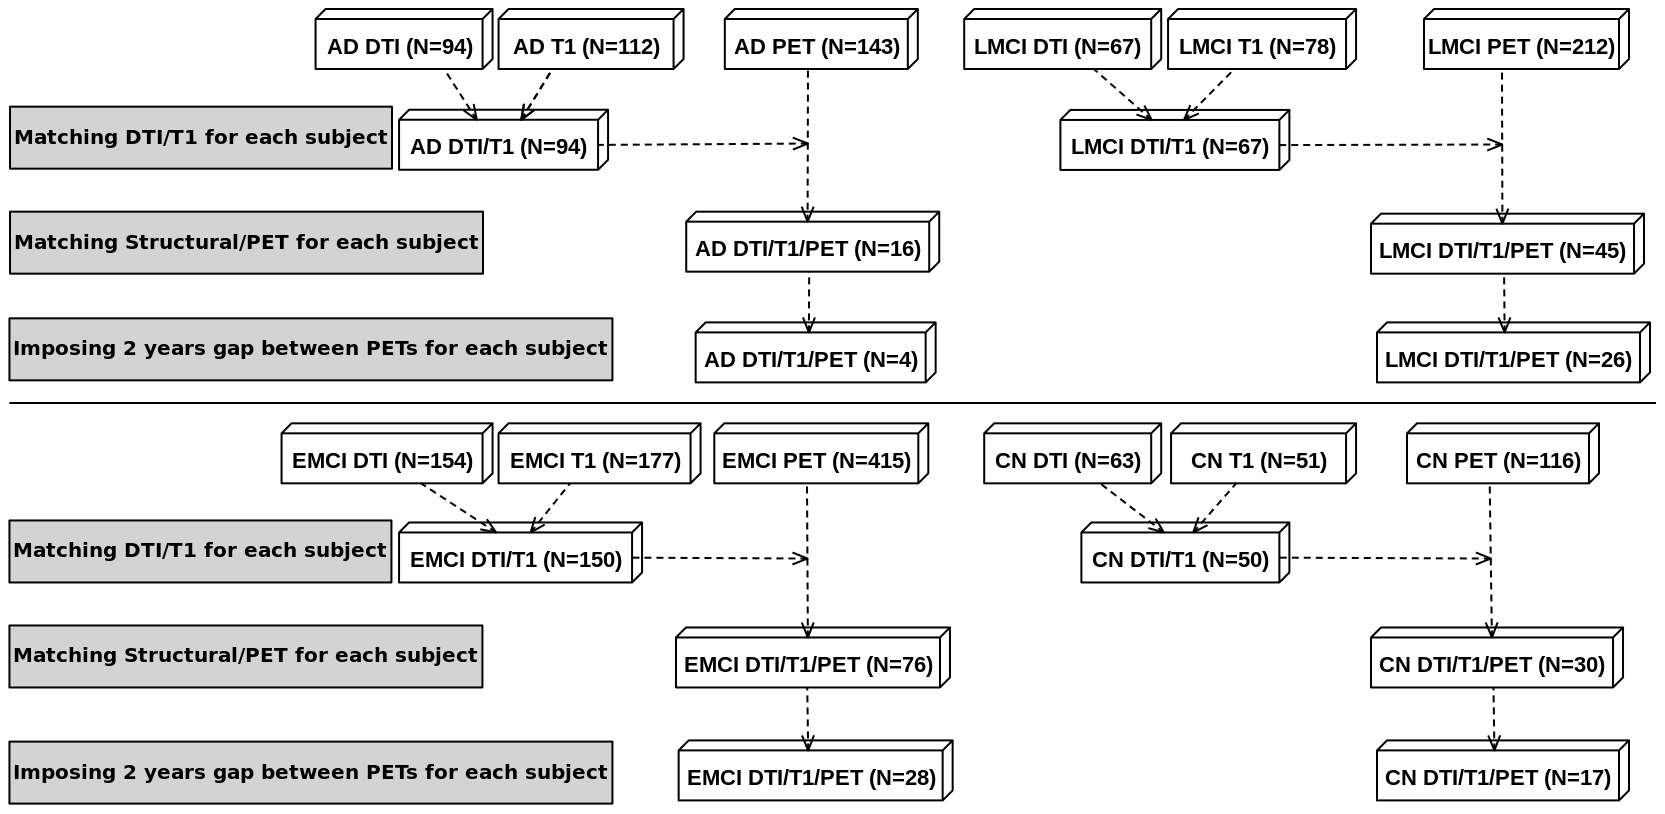 AD DTI (N=94)
AD T1 (N=112)
AD PET (N=143)
LMCI DTI (N=67)
LMCI T1 (N=78)
LMCI PET (N=212)
Matching DTI/T1 for each subject
AD DTI/T1 (N=94)
LMCI DTI/T1 (N=67)
Matching Structural/PET for each subject
AD DTI/T1/PET (N=16)
LMCI DTI/T1/PET (N=45)
Imposing 2 years gap between PETs for each subject
AD DTI/T1/PET (N=4)
LMCI DTI/T1/PET (N=26)
EMCI DTI (N=154)
EMCI T1 (N=177)
EMCI PET (N=415)
CN DTI (N=63)
CN T1 (N=51)
CN PET (N=116)
Matching DTI/T1 for each subject
EMCI DTI/T1 (N=150)
CN DTI/T1 (N=50)
Matching Structural/PET for each subject
EMCI DTI/T1/PET (N=76)
CN DTI/T1/PET (N=30)
Imposing 2 years gap between PETs for each subject
EMCI DTI/T1/PET (N=28)
CN DTI/T1/PET (N=17)